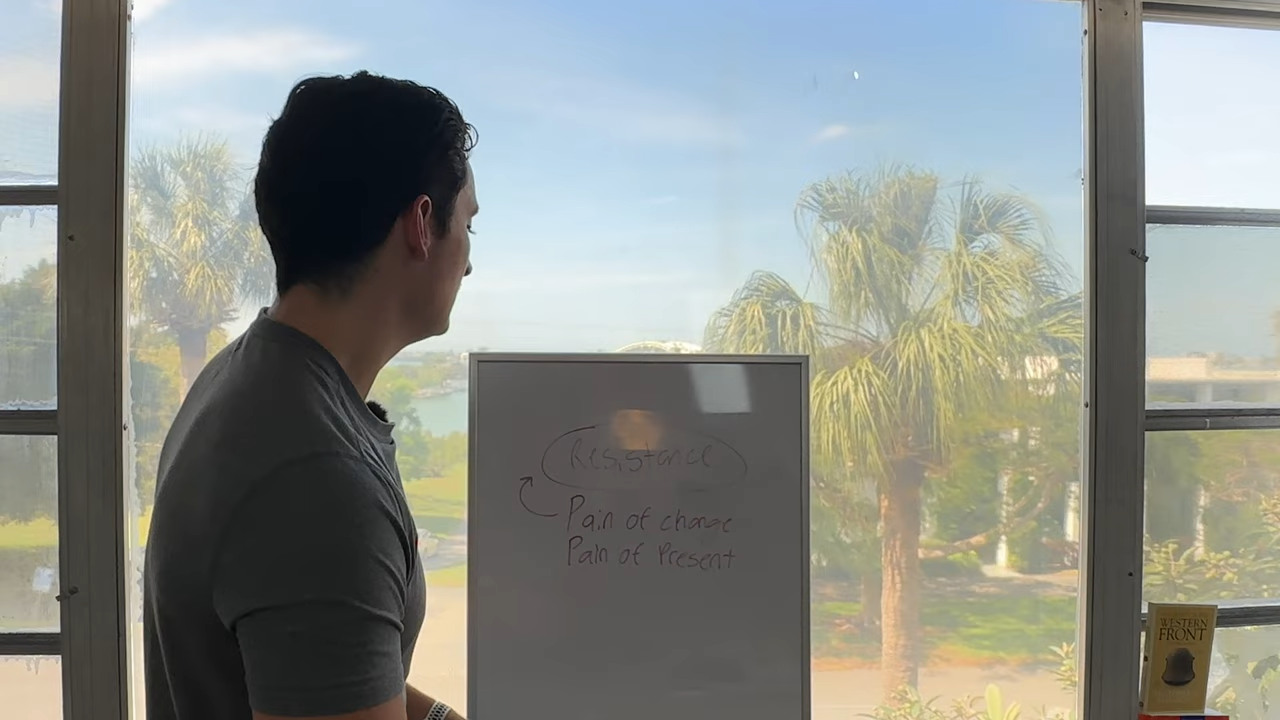 Resistance
Pain of change
Pain of Present
WESTERN
FRONT